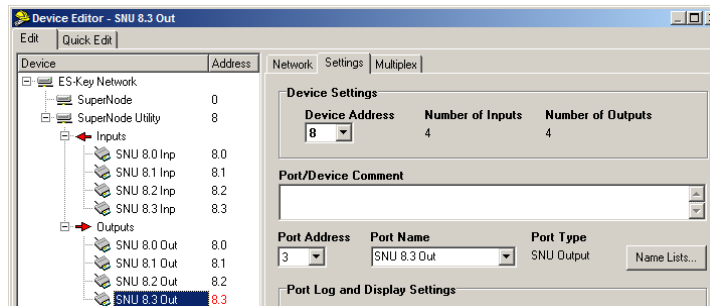 Device Editor - SNU 8.3 Out
Edit Quick Edit
Device Address
ES-Key Network
SuperNode 0
SuperNode Utility 8
Inputs
SNU 8.0 Inp 8.0
SNU 8.1 Inp 8.1
SNU 8.2 Inp 8.2
SNU 8.3 Inp 8.3
Outputs
SNU 8.0 Out 8.0
SNU 8.1 Out 8.1
SNU 8.2 Out 8.2
SNU 8.3 Out 8.3
Network Settings Multiplex
Device Settings
Device Address Number of Inputs Number of Outputs
8 4 4
Port/Device Comment
Port Address Port Name Port Type
3 SNU 8.3 Out SNU Output Name Lists...
Port Log and Display Settings